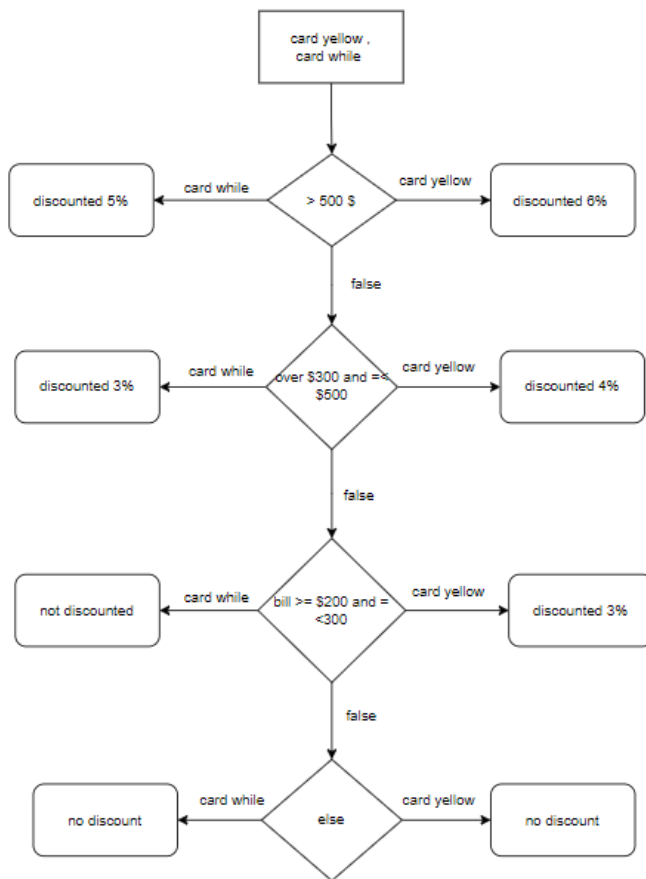 card yellow ,
card while
card while
card yellow
discounted 5%
> 500 $
discounted 6%
false
card while
card yellow
discounted 3%
over $300 and =<
$500
discounted 4%
false
card while
card yellow
not discounted
bill >= $200 and =
<300
discounted 3%
false
card while
card yellow
no discount
else
no discount